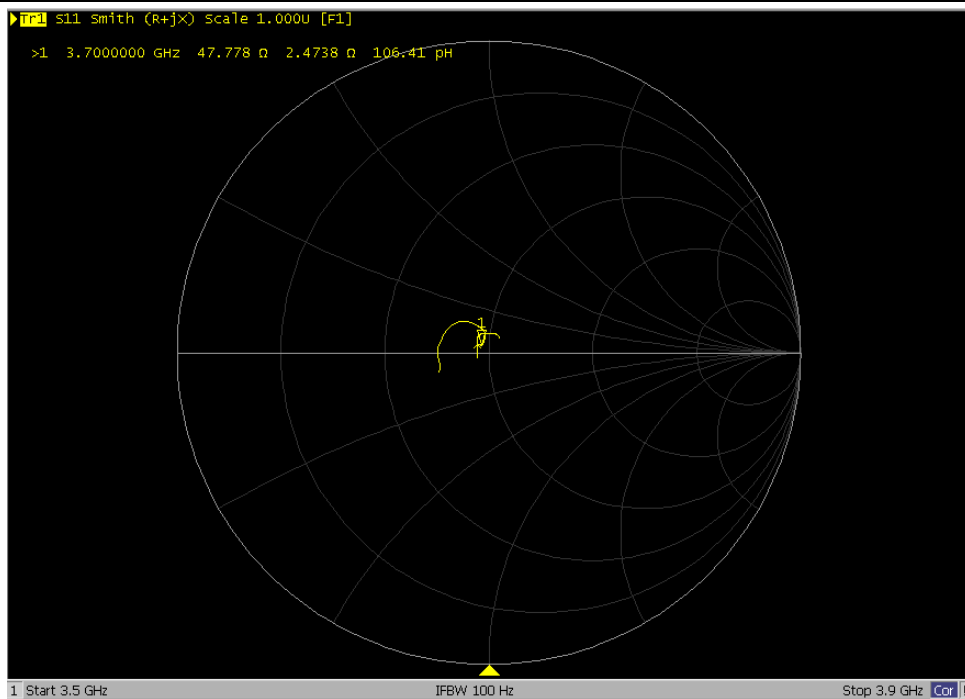 Tr1 S11 Smith (R+jX) Scale 1.000U [F1]
>1 3.7000000 GHz 47.778 Ω 2.4738 Ω 106.41 pH
1
1 Start 3.5 GHz IFBW 100 Hz Stop 3.9 GHz Cor